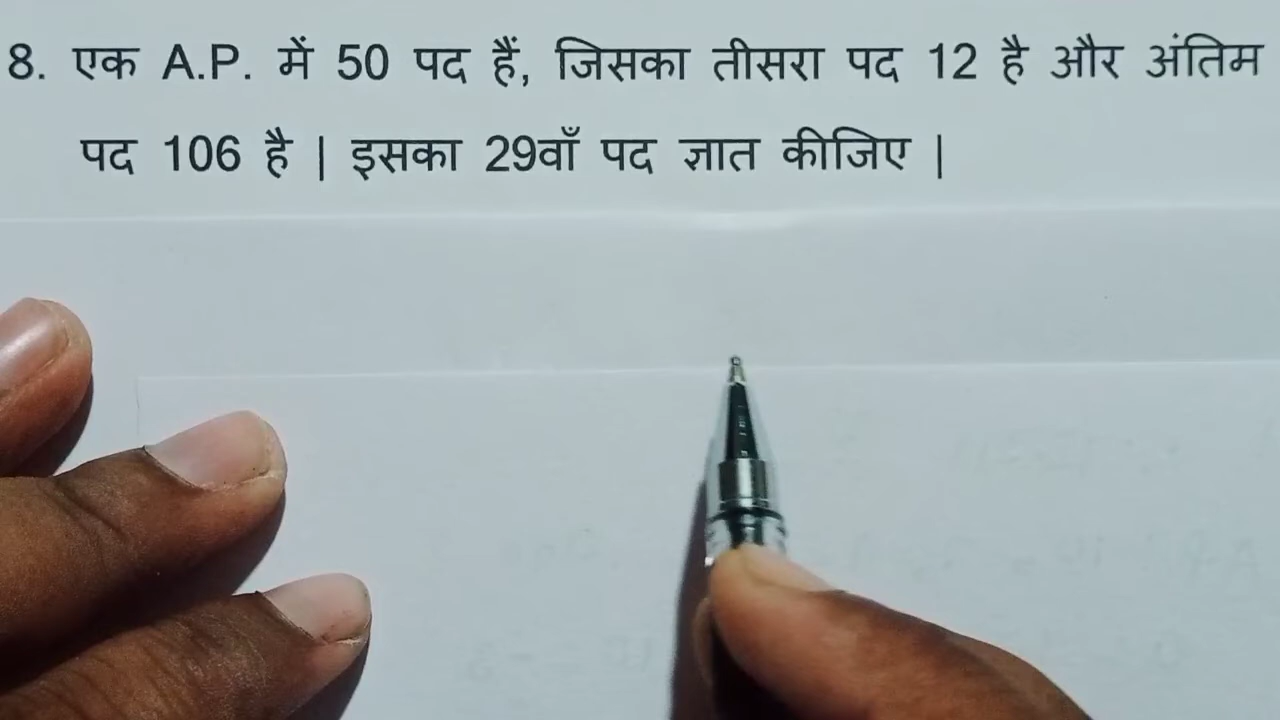 8. एक A.P. में 50 पद हैं, जिसका तीसरा पद 12 है और अंतिम
पद 106 है | इसका 29वाँ पद ज्ञात कीजिए |